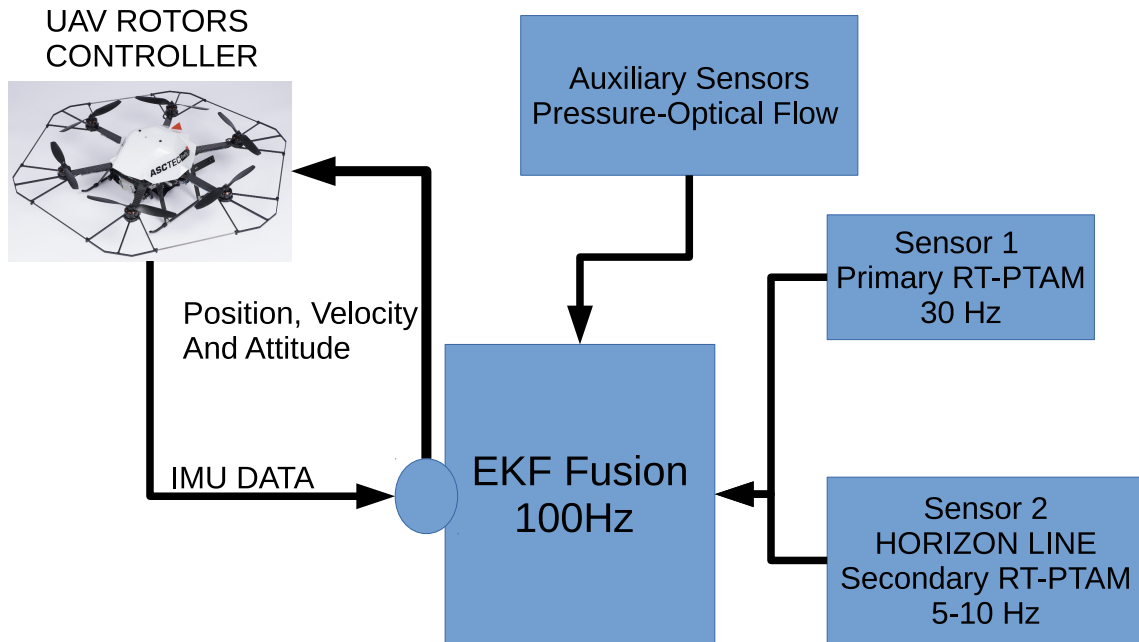 UAV ROTORS
CONTROLLER
ASCTEC
Auxiliary Sensors
Pressure-Optical Flow
Sensor 1
Primary RT-PTAM
30 Hz
Position, Velocity
And Attitude
IMU DATA
EKF Fusion
100Hz
Sensor 2
HORIZON LINE
Secondary RT-PTAM
5-10 Hz